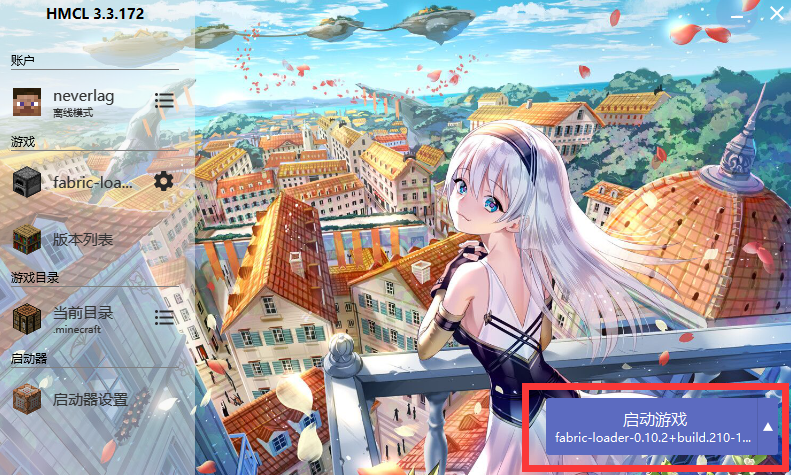 HMCL 3.3.172
账户
neverlag
离线模式
游戏
fabric-loa...
版本列表
游戏目录
当前目录
.minecraft
启动器
启动器设置
启动游戏
fabric-loader-0.10.2+build.210-1...